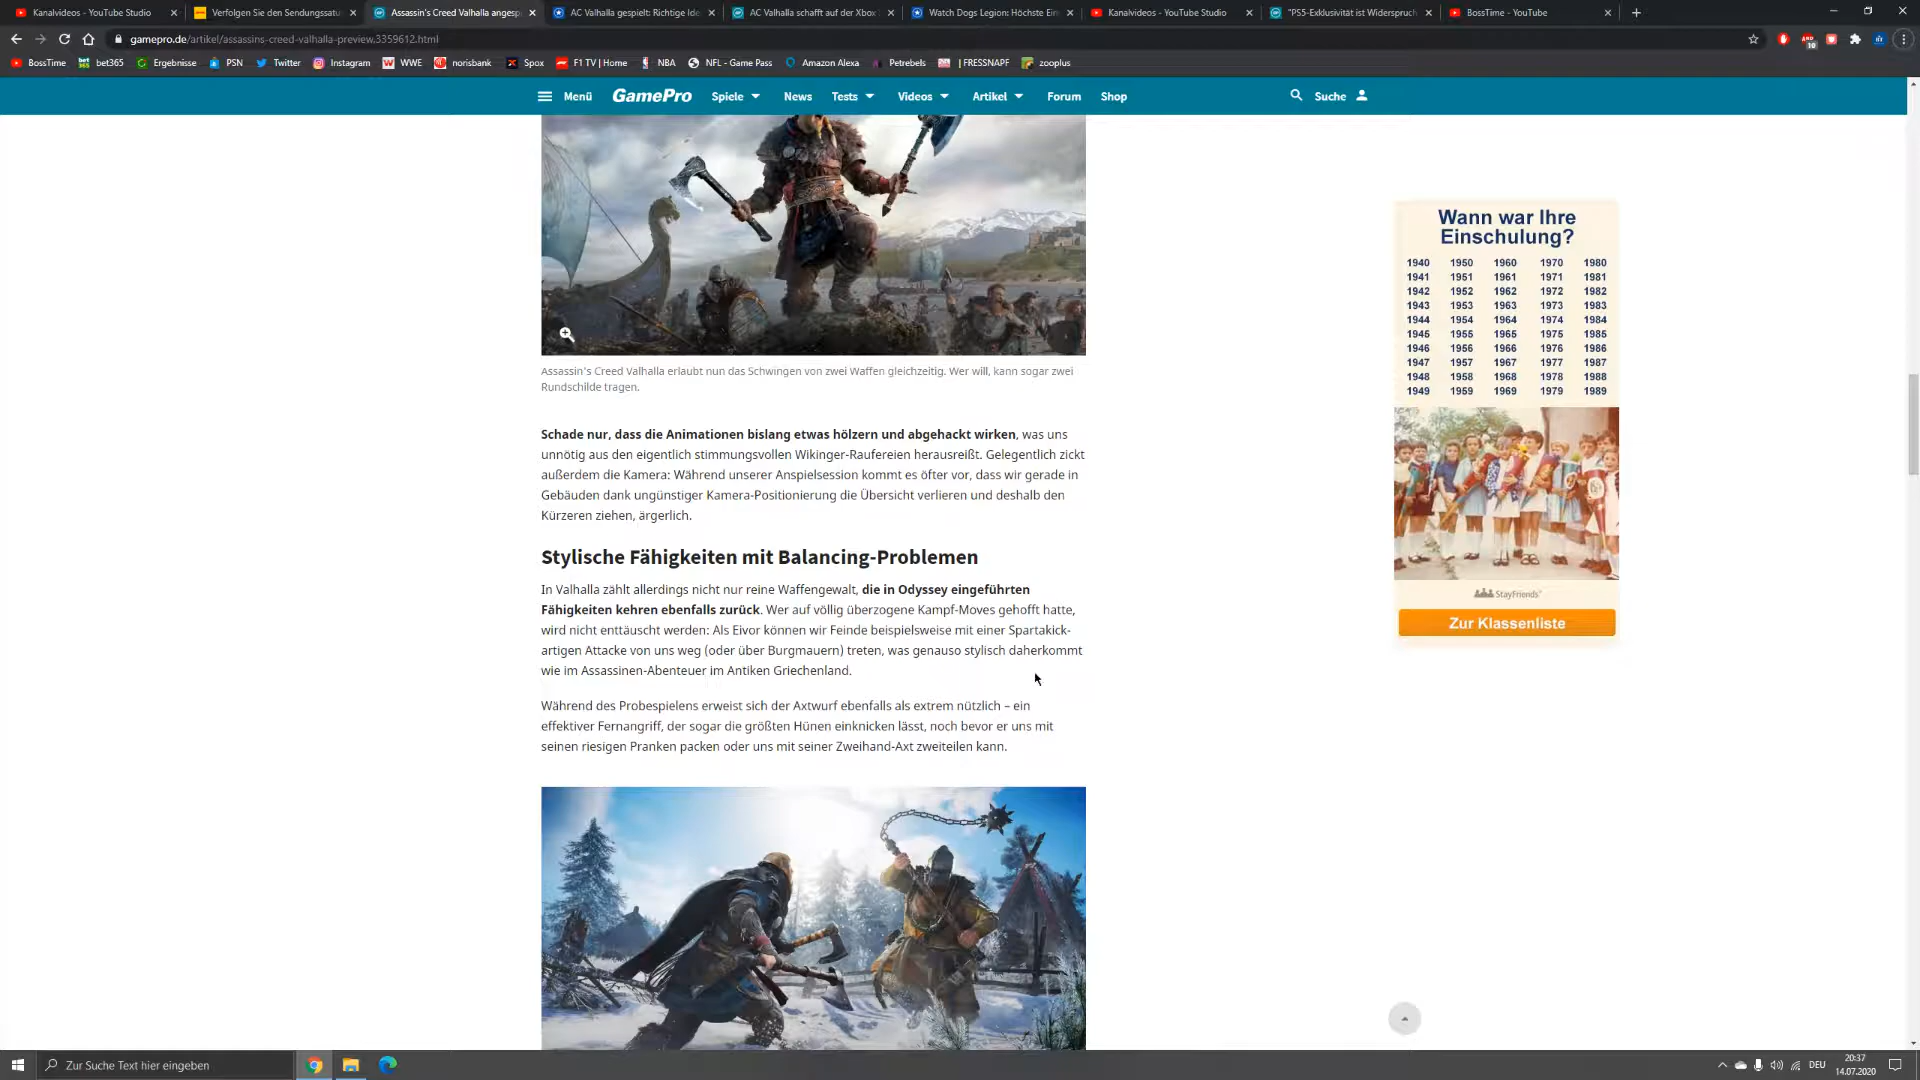 Kanalvideos - YouTube Studio
Verfolgen Sie den Sendungssatu
Assassin's Creed Valhalla angesp
AC Valhalla gespielt: Richtige Ide
AC Valhalla schafft auf der Xbox
Watch Dogs Legion: Höchste Ein
Kanalvideos - YouTube Studio
"PS5-Exklusivität ist Widerspruch
BossTime - YouTube
gamepro.de/artikel/assassins-creed-valhalla-preview,3359612.html
BossTime bet365 Ergebnisse PSN Twitter Instagram WWE norisbank Spox F1 TV | Home NBA NFL - Game Pass Amazon Alexa Petrebels | FRESSNAPF zooplus
Menü GamePro Spiele News Tests Videos Artikel Forum Shop Suche
Assassin's Creed Valhalla erlaubt nun das Schwingen von zwei Waffen gleichzeitig. Wer will, kann sogar zwei
Rundschilde tragen.
Schade nur, dass die Animationen bislang etwas hölzern und abgehackt wirken, was uns
unnötig aus den eigentlich stimmungsvollen Wikinger-Raufereien herausreißt. Gelegentlich zickt
außerdem die Kamera: Während unserer Anspielsession kommt es öfter vor, dass wir gerade in
Gebäuden dank ungünstiger Kamera-Positionierung die Übersicht verlieren und deshalb den
Kürzeren ziehen, ärgerlich.
Stylische Fähigkeiten mit Balancing-Problemen
In Valhalla zählt allerdings nicht nur reine Waffengewalt, die in Odyssey eingeführten
Fähigkeiten kehren ebenfalls zurück. Wer auf völlig überzogene Kampf-Moves gehofft hatte,
wird nicht enttäuscht werden: Als Eivor können wir Feinde beispielsweise mit einer Spartakick-
artigen Attacke von uns weg (oder über Burgmauern) treten, was genauso stylisch daherkommt
wie im Assassinen-Abenteuer im Antiken Griechenland.
Während des Probespielens erweist sich der Axtwurf ebenfalls als extrem nützlich – ein
effektiver Fernangriff, der sogar die größten Hünen einknicken lässt, noch bevor er uns mit
seinen riesigen Pranken packen oder uns mit seiner Zweihand-Axt zweiteilen kann.
Wann war Ihre
Einschulung?
1940 1950 1960 1970 1980
1941 1951 1961 1971 1981
1942 1952 1962 1972 1982
1943 1953 1963 1973 1983
1944 1954 1964 1974 1984
1945 1955 1965 1975 1985
1946 1956 1966 1976 1986
1947 1957 1967 1977 1987
1948 1958 1968 1978 1988
1949 1959 1969 1979 1989
StayFriends
Zur Klassenliste
Zur Suche Text hier eingeben
DEU
20:37
14.07.2020